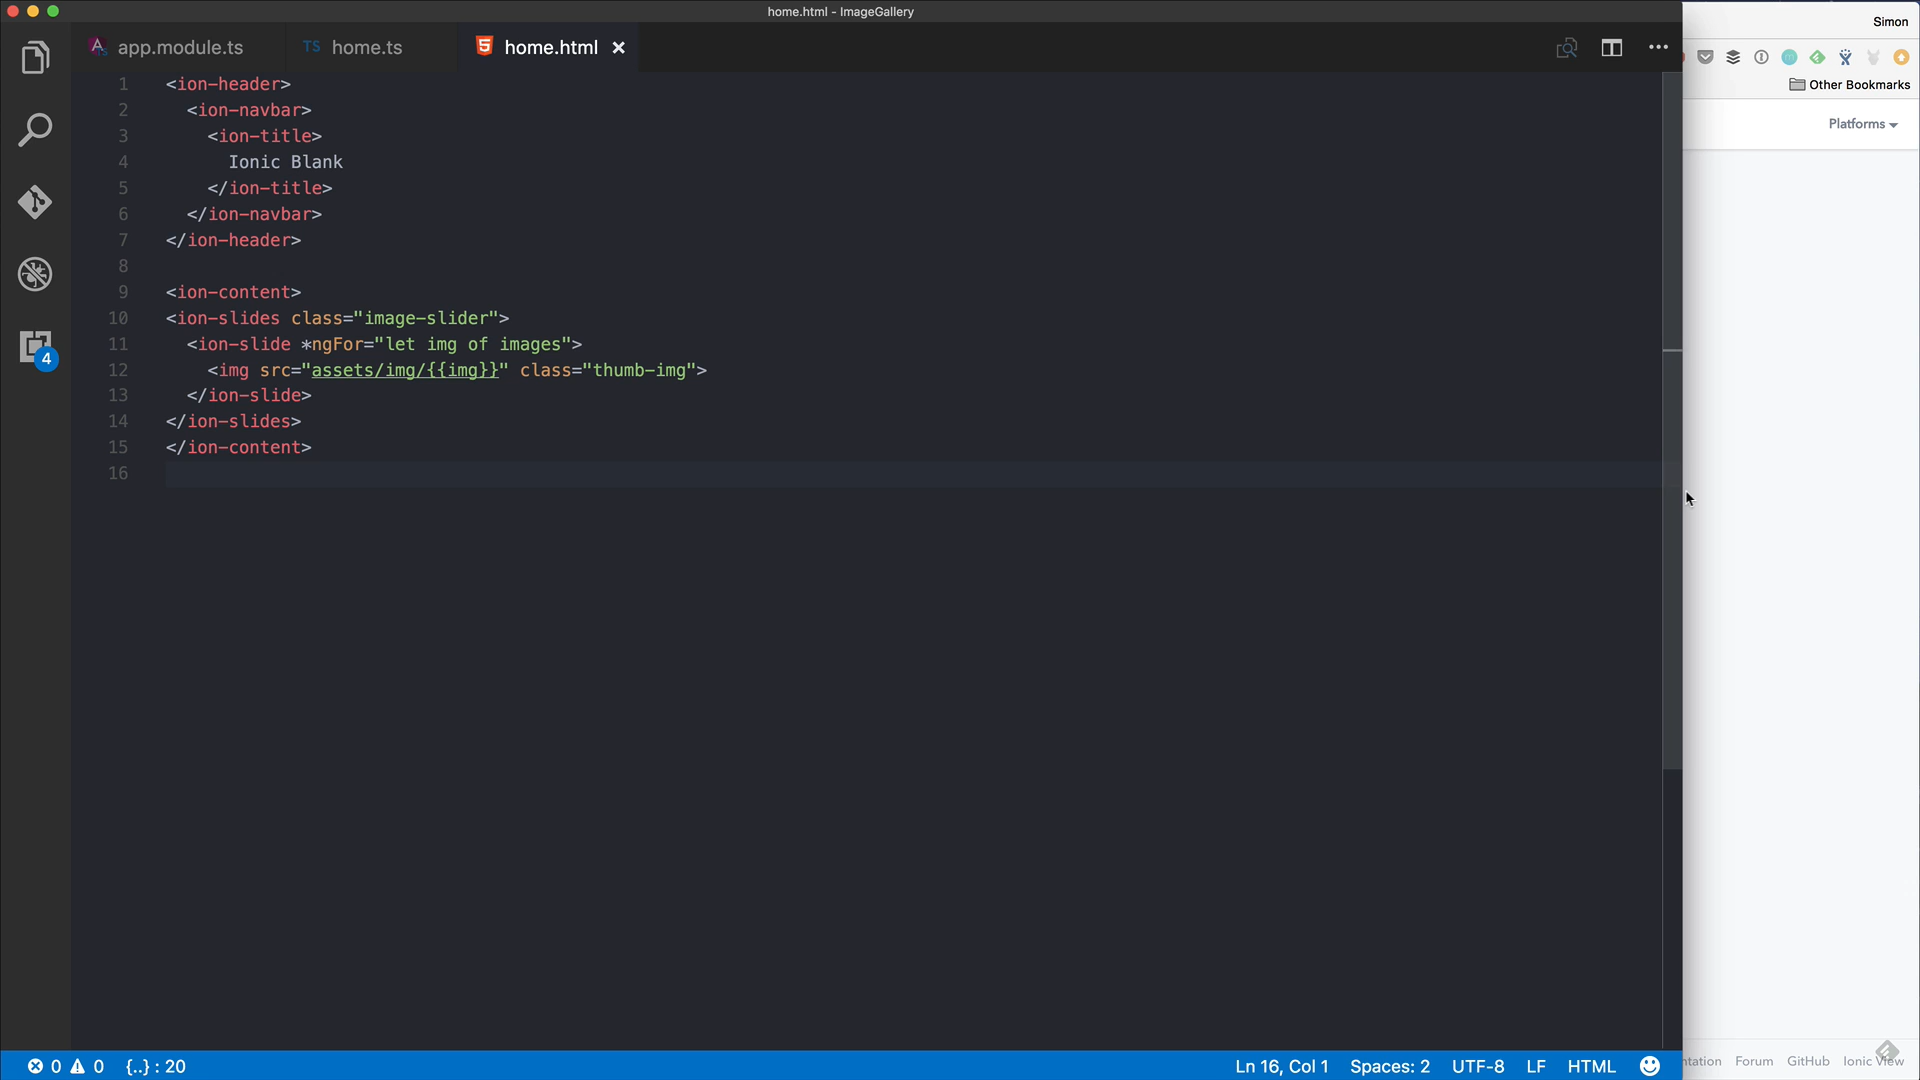 home.html - ImageGallery
Simon
app.module.ts
TS home.ts
home.html
Other Bookmarks
Platforms
1 <ion-header>
2 <ion-navbar>
3 <ion-title>
4 Ionic Blank
5 </ion-title>
6 </ion-navbar>
7 </ion-header>
8
9 <ion-content>
10 <ion-slides class="image-slider">
11 <ion-slide *ngFor="let img of images">
12 <img src="assets/img/{{img}}" class="thumb-img">
13 </ion-slide>
14 </ion-slides>
15 </ion-content>
16
4
0 0 {..} : 20
Ln 16, Col 1 Spaces: 2 UTF-8 LF HTML
ntation Forum GitHub Ionic View